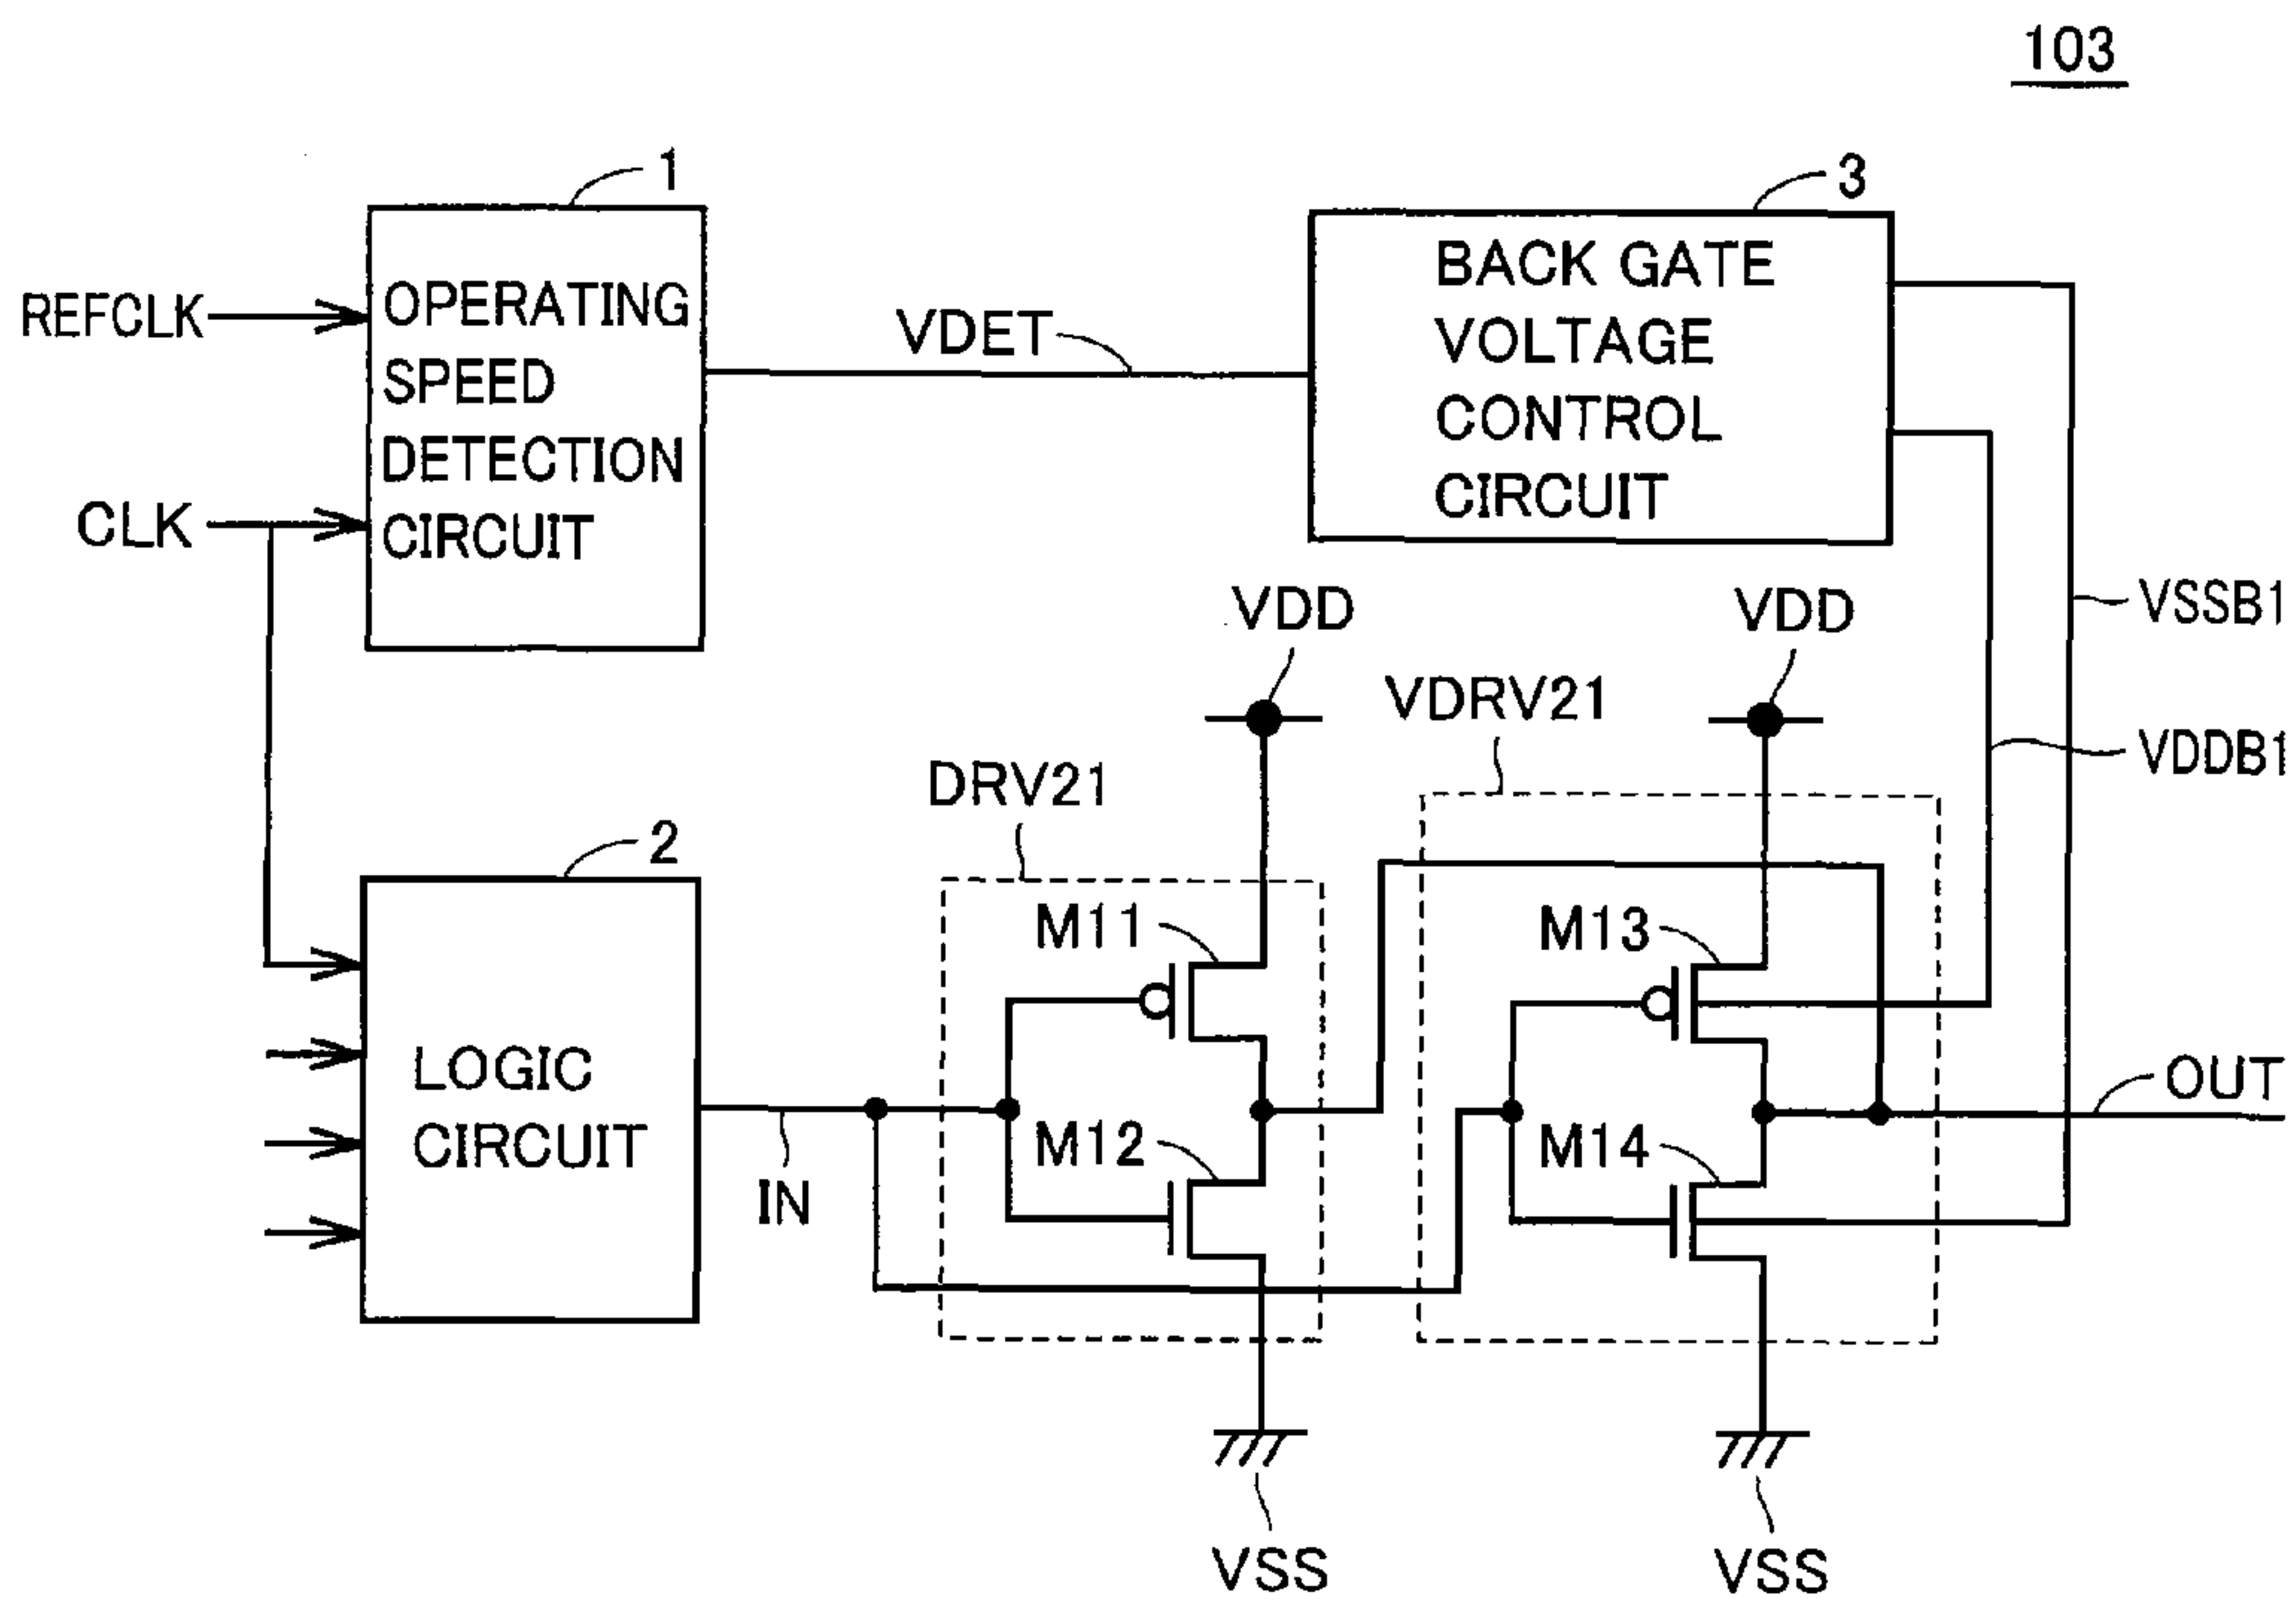 103
1
3
REFCLK
OPERATING
SPEED
DETECTION
CIRCUIT
CLK
VDET
BACK GATE
VOLTAGE
CONTROL
CIRCUIT
VSSB1
VDDB1
VDD
VDD
VDRV21
DRV21
2
M11
M13
LOGIC
CIRCUIT
IN
M12
M14
OUT
VSS
VSS